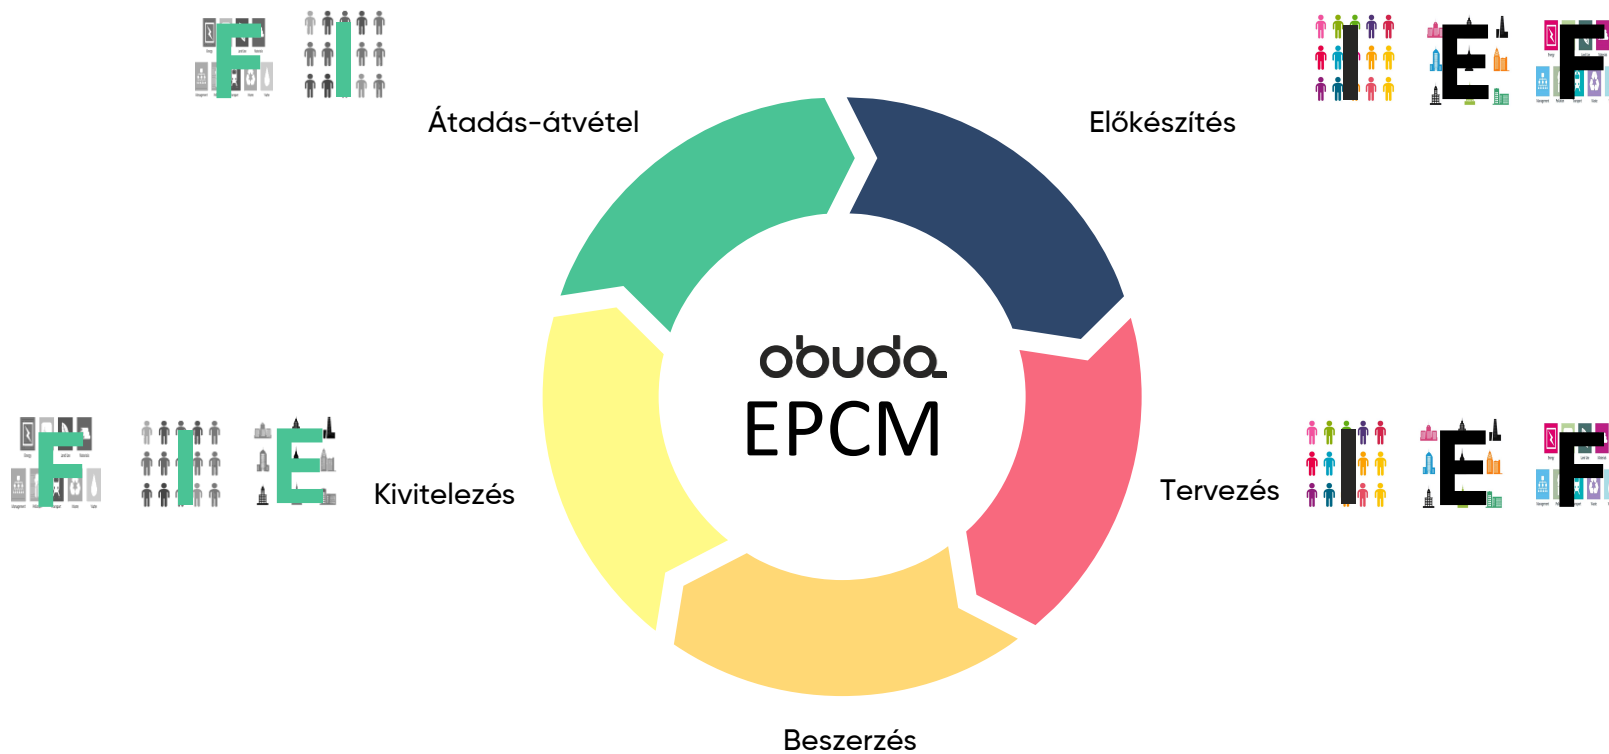 F I
I E F
Átadás-átvétel
Előkészítés
obuda
EPCM
F I E
Kivitelezés
Tervezés
I E F
Beszerzés